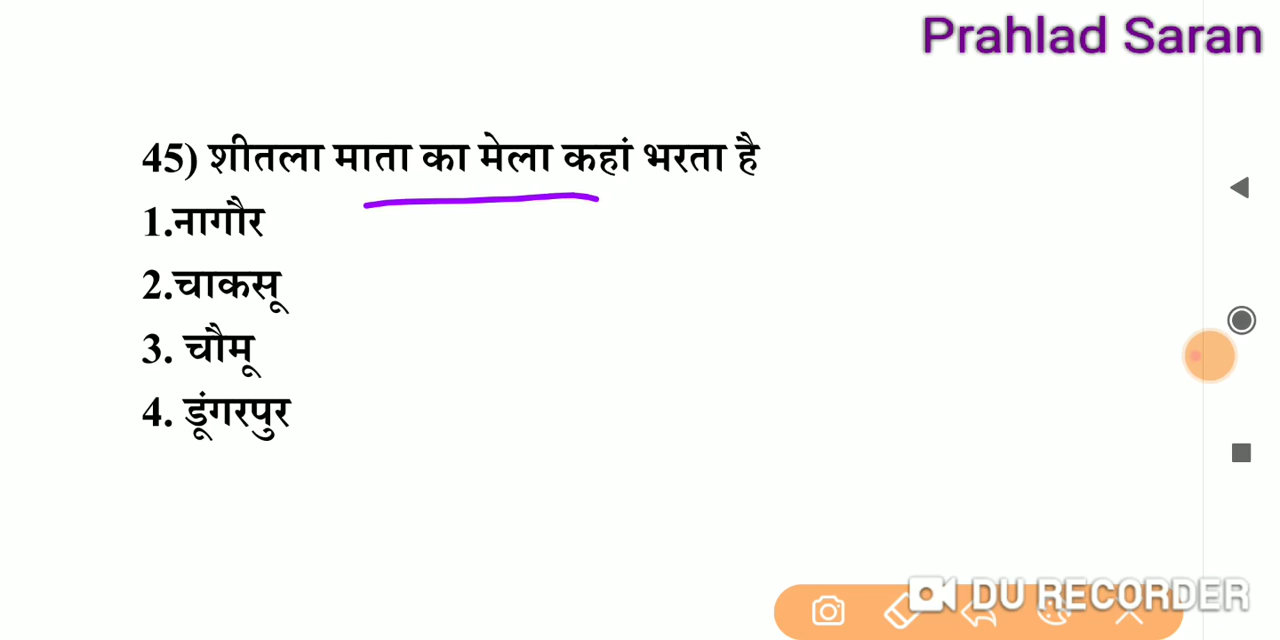 Prahlad Saran
45) शीतला माता का मेला कहां भरता है
1.नागौर
2.चाकसू
3. चौमू
4. डूंगरपुर
DU RECORDER